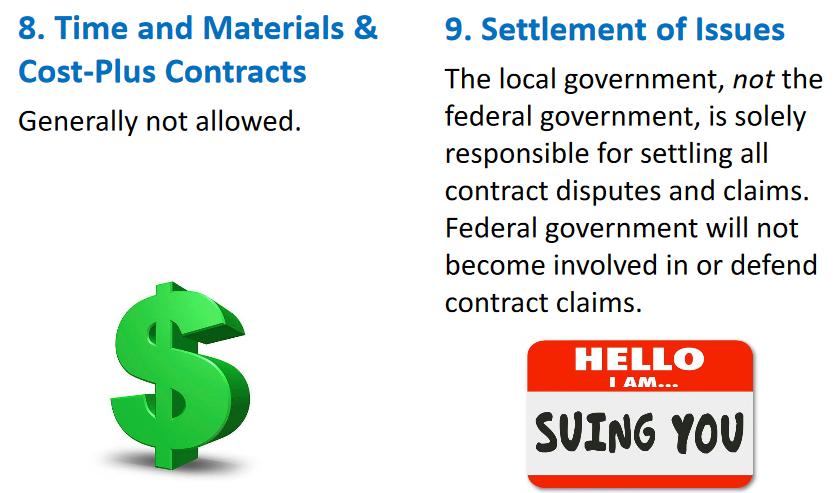 8. Time and Materials &
Cost-Plus Contracts
Generally not allowed.
$
9. Settlement of Issues
The local government, not the
federal government, is solely
responsible for settling all
contract disputes and claims.
Federal government will not
become involved in or defend
contract claims.
HELLO
I AM...
SUING YOU